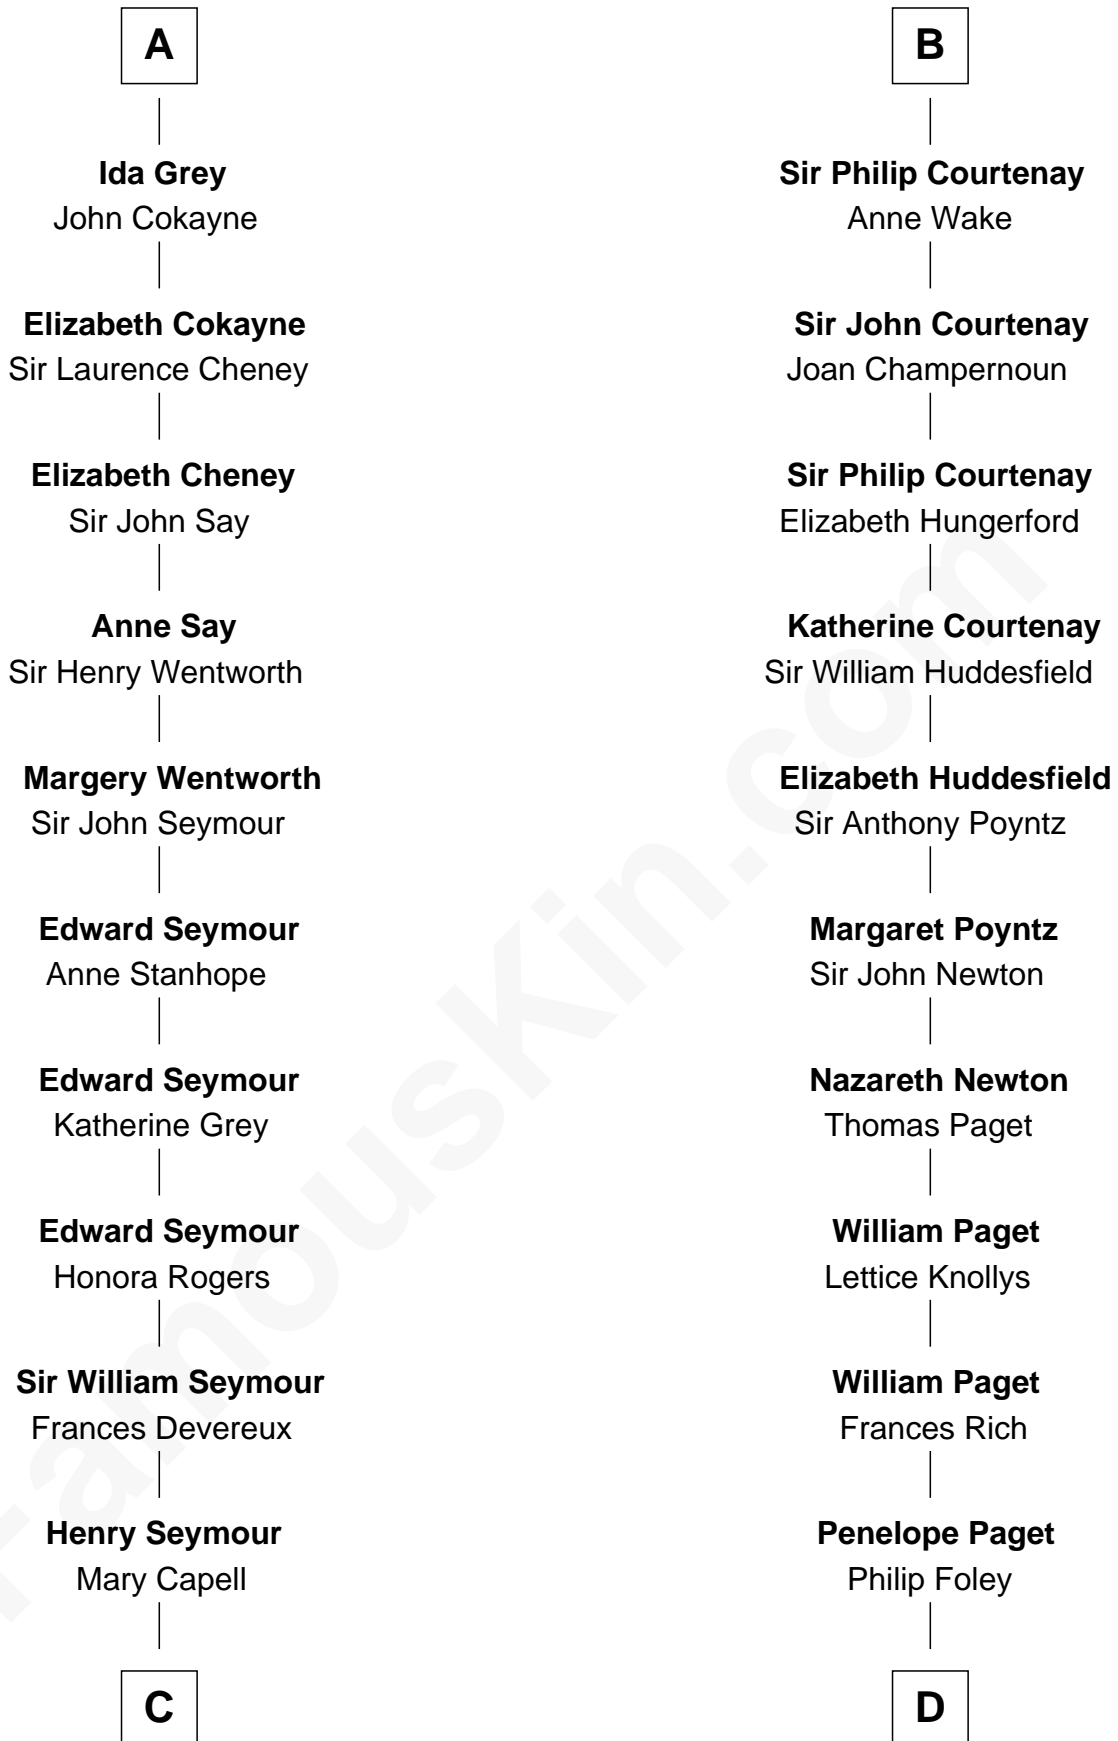 A
Ida Grey
John Cokayne
Elizabeth Cokayne
Sir Laurence Cheney
Elizabeth Cheney
Sir John Say
Anne Say
Sir Henry Wentworth
Margery Wentworth
Sir John Seymour
Edward Seymour
Anne Stanhope
Edward Seymour
Katherine Grey
Edward Seymour
Honora Rogers
Sir William Seymour
Frances Devereux
Henry Seymour
Mary Capell
C
B
Sir Philip Courtenay
Anne Wake
Sir John Courtenay
Joan Champernoun
Sir Philip Courtenay
Elizabeth Hungerford
Katherine Courtenay
Sir William Huddesfield
Elizabeth Huddesfield
Sir Anthony Poyntz
Margaret Poyntz
Sir John Newton
Nazareth Newton
Thomas Paget
William Paget
Lettice Knollys
William Paget
Frances Rich
Penelope Paget
Philip Foley
D
FamousKin.com